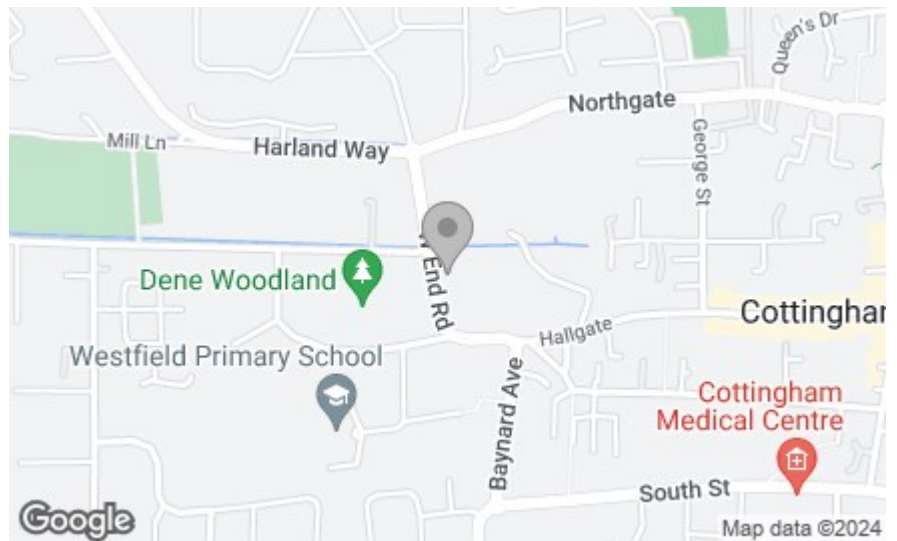 Queen's Dr
Northgate
Mill Ln
Harland Way
George St
W End Rd
Dene Woodland
Cottingha
Hallgate
Westfield Primary School
Baynard Ave
Cottingham
Medical Centre
South St
Google
Map data ©2024